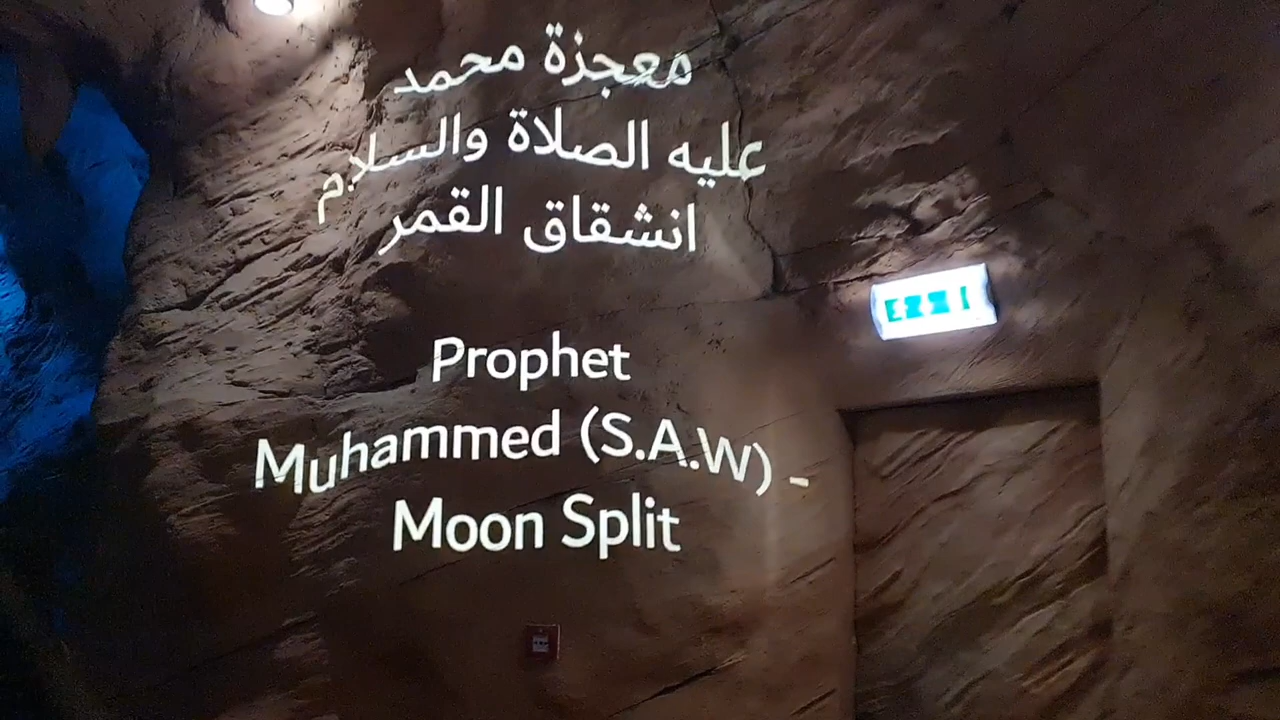 معجزة محمد
عليه الصلاة والسلام
انشقاق القمر
Prophet
Muhammed (S.A.W) -
Moon Split